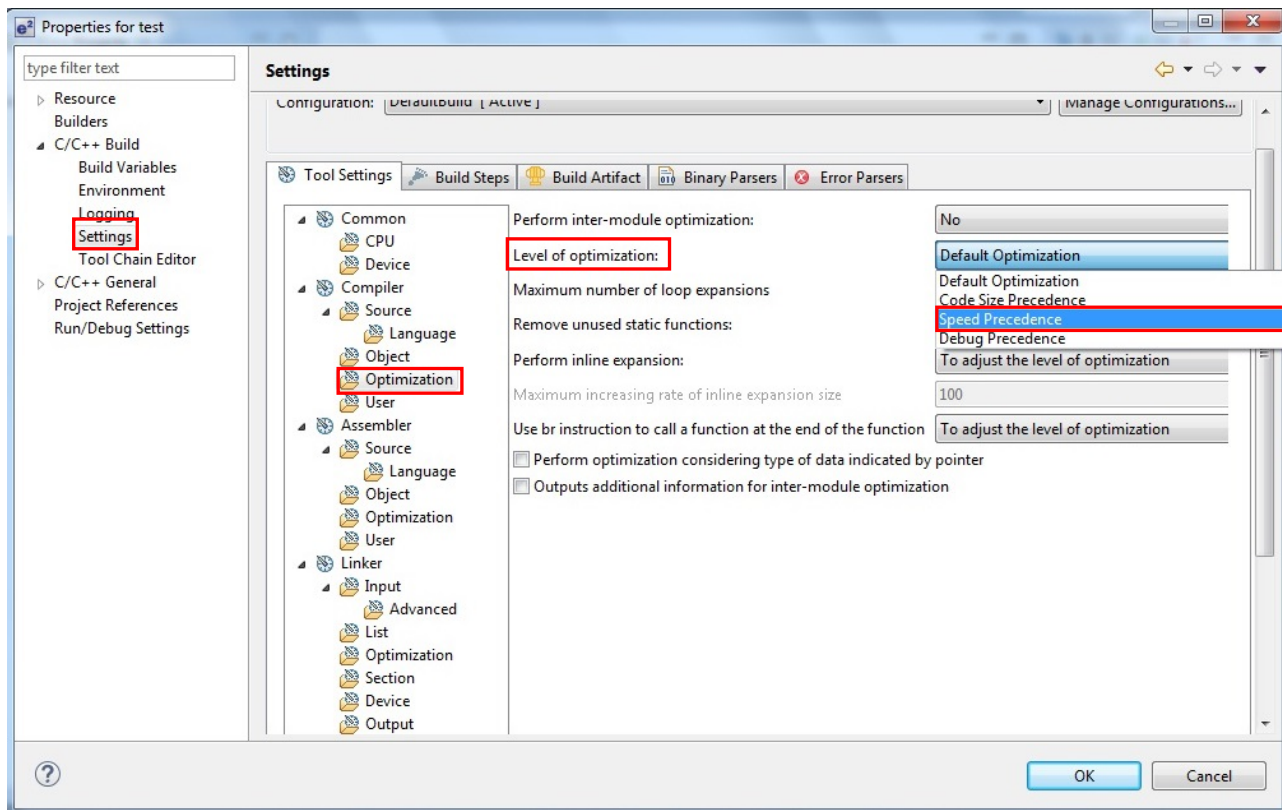 e² Properties for test
type filter text
Settings
Resource
Builders
C/C++ Build
Build Variables
Environment
Logging
Settings
Tool Chain Editor
C/C++ General
Project References
Run/Debug Settings
Configuration: DefaultBuild [ Active ]
Manage Configurations...
Tool Settings
Build Steps
Build Artifact
Binary Parsers
Error Parsers
Common
CPU
Device
Compiler
Source
Language
Object
Optimization
User
Assembler
Source
Language
Object
Optimization
User
Linker
Input
Advanced
List
Optimization
Section
Device
Output
Perform inter-module optimization: No
Level of optimization: Default Optimization
Default Optimization
Code Size Precedence
Speed Precedence
Debug Precedence
Maximum number of loop expansions
Remove unused static functions:
Perform inline expansion: To adjust the level of optimization
Maximum increasing rate of inline expansion size 100
Use br instruction to call a function at the end of the function To adjust the level of optimization
Perform optimization considering type of data indicated by pointer
Outputs additional information for inter-module optimization
?
OK
Cancel